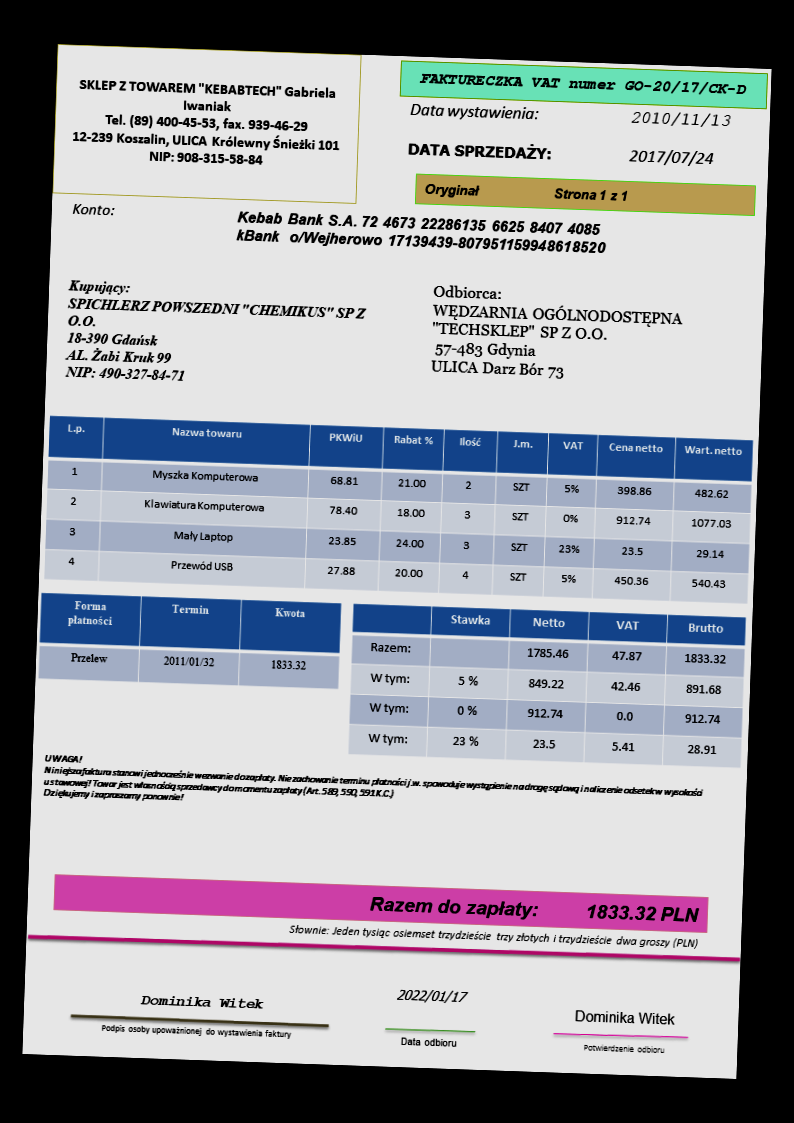 SKLEP Z TOWAREM "KEBABTECH" Gabriela
Iwaniak
Tel. (89) 400-45-53, fax. 939-46-29
12-239 Koszalin, ULICA Królewny Śnieżki 101
NIP: 908-315-58-84
FAKTURECZKA VAT numer GO-20/17/CK-D
Data wystawienia: 2010/11/13
DATA SPRZEDAŻY: 2017/07/24
Oryginał Strona 1 z 1
Konto: Kebab Bank S.A. 72 4673 22286135 6625 8407 4085
kBank o/Wejherowo 17139439-807951159948618520
Kupujący:
SPICHLERZ POWSZEDNI "CHEMIKUS" SP Z
O.O.
18-390 Gdańsk
AL. Żabi Kruk 99
NIP: 490-327-84-71
Odbiorca:
WĘDZARNIA OGÓLNODOSTĘPNA
"TECHSKLEP" SP Z O.O.
57-483 Gdynia
ULICA Darz Bór 73
L.p. Nazwa towaru PKWiU Rabat % Ilość J.m. VAT Cena netto Wart. netto
1 Myszka Komputerowa 68.81 21.00 2 SZT 5% 398.86 482.62
2 Klawiatura Komputerowa 78.40 18.00 3 SZT 0% 912.74 1077.03
3 Mały Laptop 23.85 24.00 3 SZT 23% 23.5 29.14
4 Przewód USB 27.88 20.00 4 SZT 5% 450.36 540.43
Forma płatności Termin Kwota
Przelew 2011/01/32 1833.32
Stawka Netto VAT Brutto
Razem: 1785.46 47.87 1833.32
W tym: 5 % 849.22 42.46 891.68
W tym: 0 % 912.74 0.0 912.74
W tym: 23 % 23.5 5.41 28.91
UWAGA!
Niniejsza faktura stanowi jednocześnie wezwanie do zapłaty. Nie zachowanie terminu płatności j.w. spowoduje wystąpienie na drogę sądową i naliczenie odsetek w wysokości
ustawowej! Towar jest własnością sprzedawcy do momentu zapłaty (Art. 589, 590, 591 K.C.)
Dziękujemy i zapraszamy ponownie!
Razem do zapłaty: 1833.32 PLN
Słownie: Jeden tysiąc osiemset trzydzieście trzy złotych i trzydzieście dwa groszy (PLN)
Dominika Witek
Podpis osoby upoważnionej do wystawienia faktury
2022/01/17
Data odbioru
Dominika Witek
Potwierdzenie odbioru